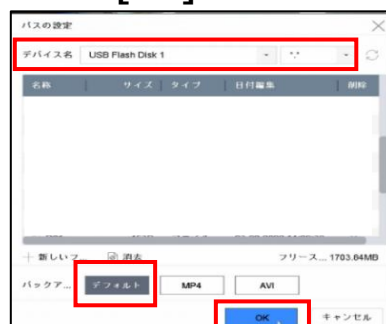 パスの設定
デバイス名 USB Flash Disk 1 *.*
名称 サイズ タイプ 日付編集 削除
新しいフ... 消去 フリース... 1703.64MB
バックア... デフォルト MP4 AVI
OK キャンセル